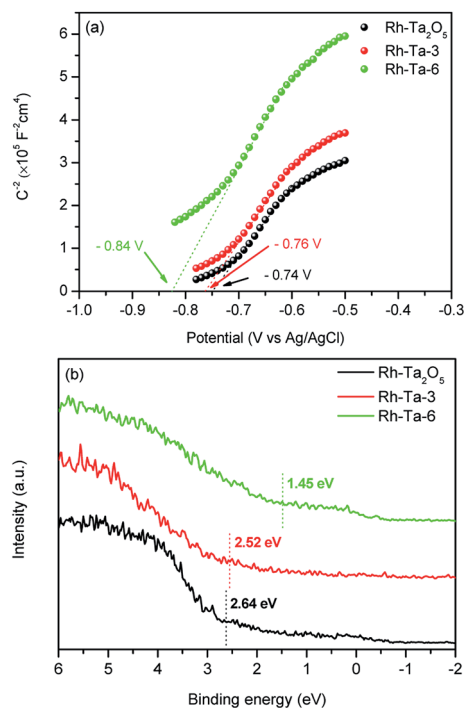 (a)
Rh-Ta2O5
Rh-Ta-3
Rh-Ta-6
C⁻² (×10⁵ F⁻²cm⁴)
6
5
4
3
2
1
0
- 0.84 V
- 0.76 V
- 0.74 V
-1.0 -0.9 -0.8 -0.7 -0.6 -0.5 -0.4 -0.3
Potential (V vs Ag/AgCl)
(b)
Rh-Ta₂O₅
Rh-Ta-3
Rh-Ta-6
Intensity (a.u.)
1.45 eV
2.52 eV
2.64 eV
6 5 4 3 2 1 0 -1 -2
Binding energy (eV)